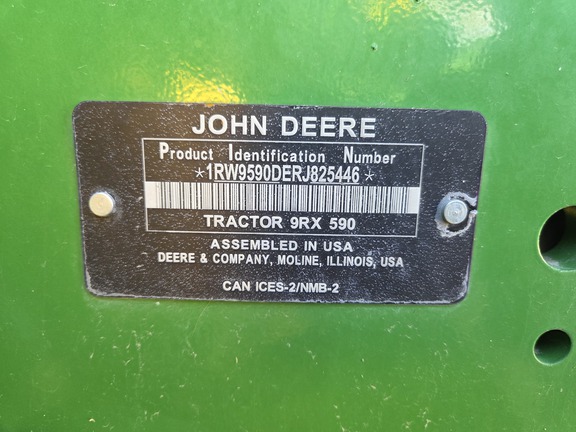 JOHN DEERE
Product Identification Number
*1RW9590DERJ825446*
TRACTOR 9RX 590
ASSEMBLED IN USA
DEERE & COMPANY, MOLINE, ILLINOIS, USA
CAN ICES-2/NMB-2